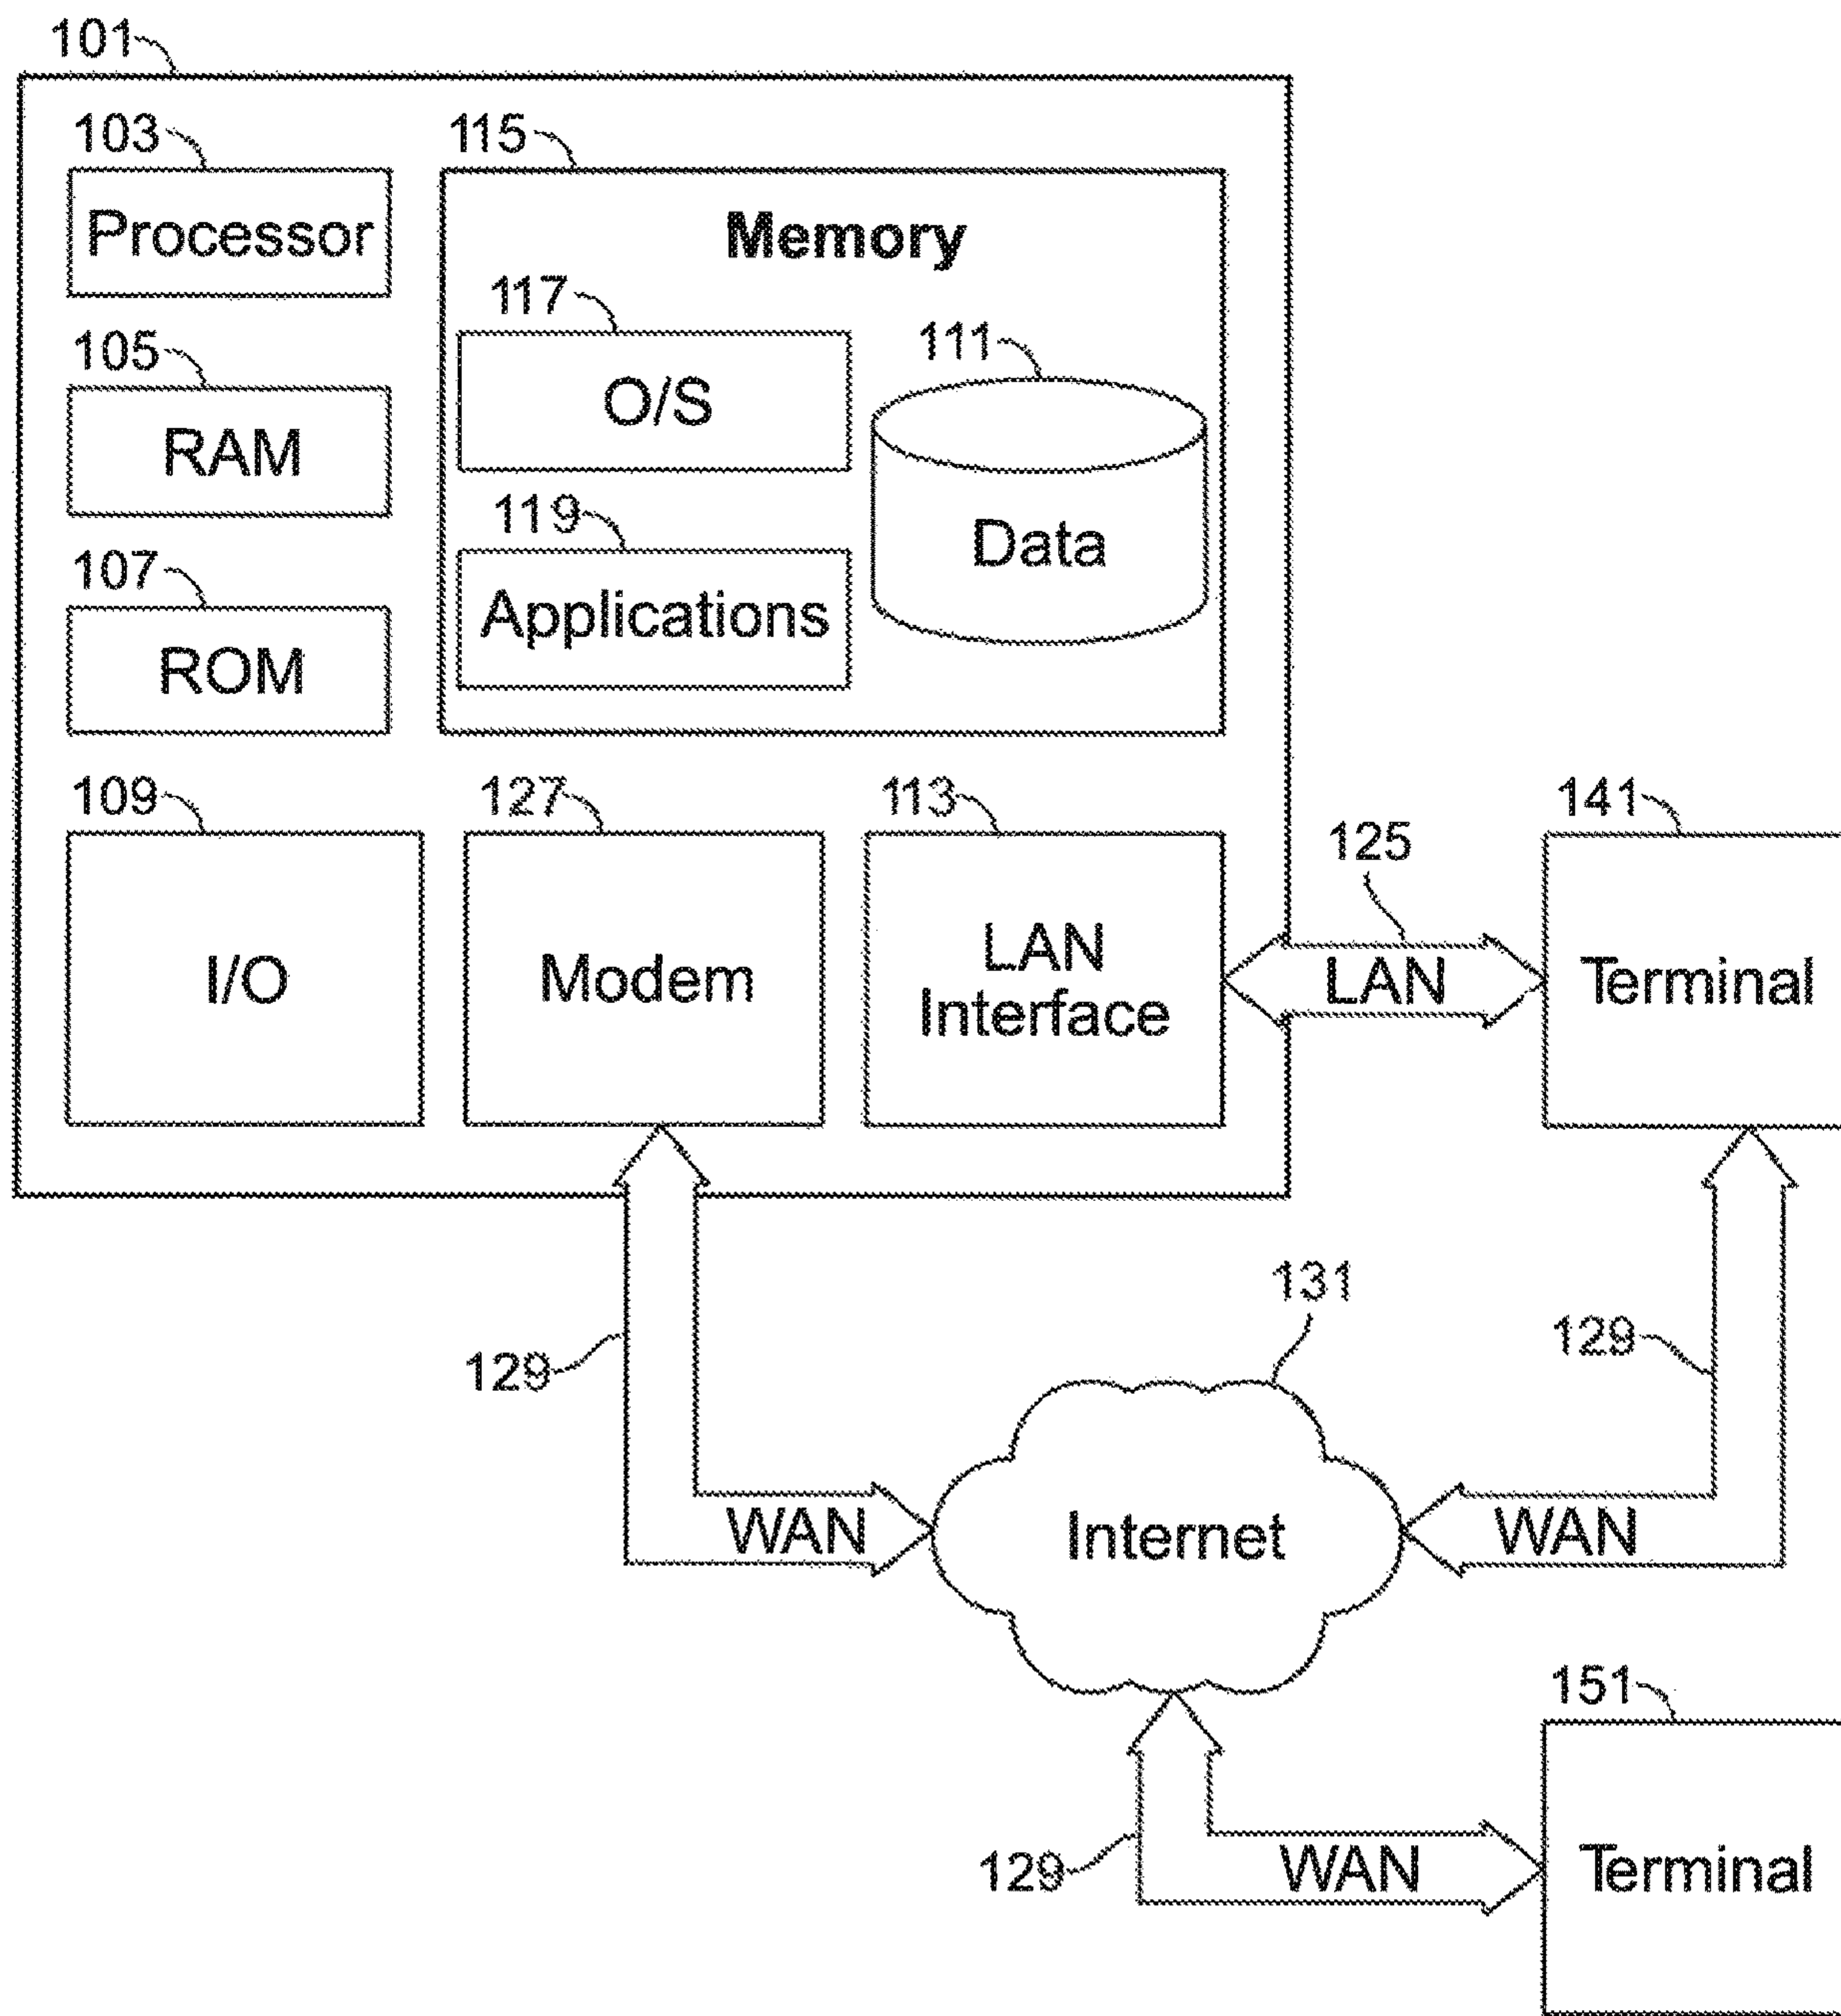 101
103
Processor
115
Memory
117
O/S
111
Data
105
RAM
119
Applications
107
ROM
109
I/O
127
Modem
113
LAN
Interface
125
LAN
141
Terminal
129
WAN
131
Internet
129
WAN
151
Terminal
129
WAN